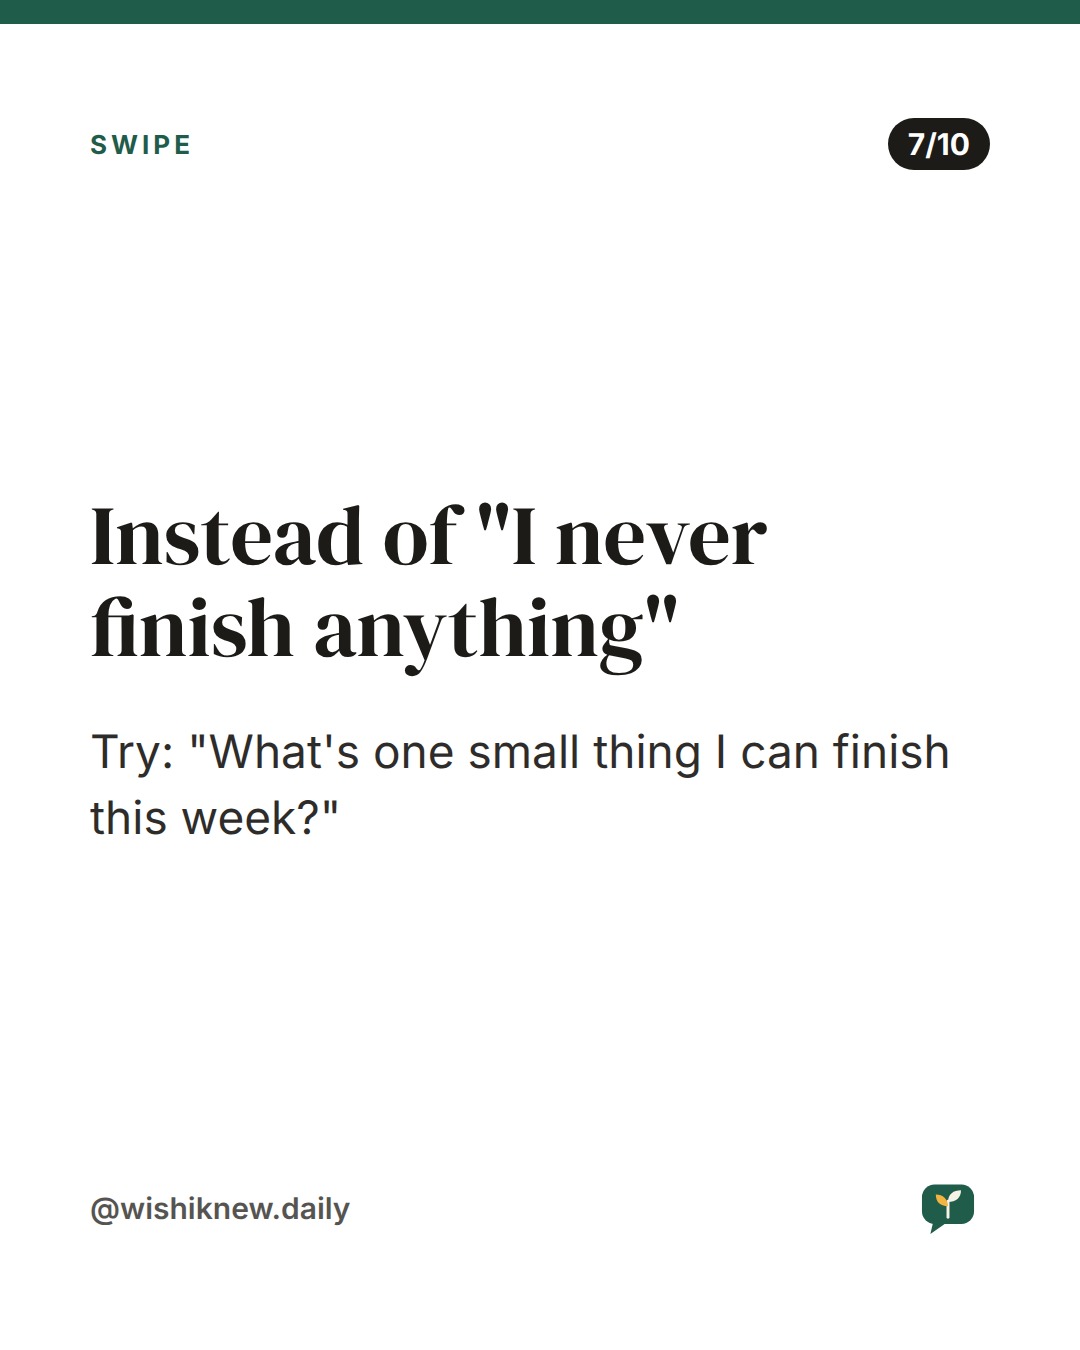 SWIPE
7/10
Instead of "I never
finish anything"
Try: "What's one small thing I can finish
this week?"
@wishiknew.daily